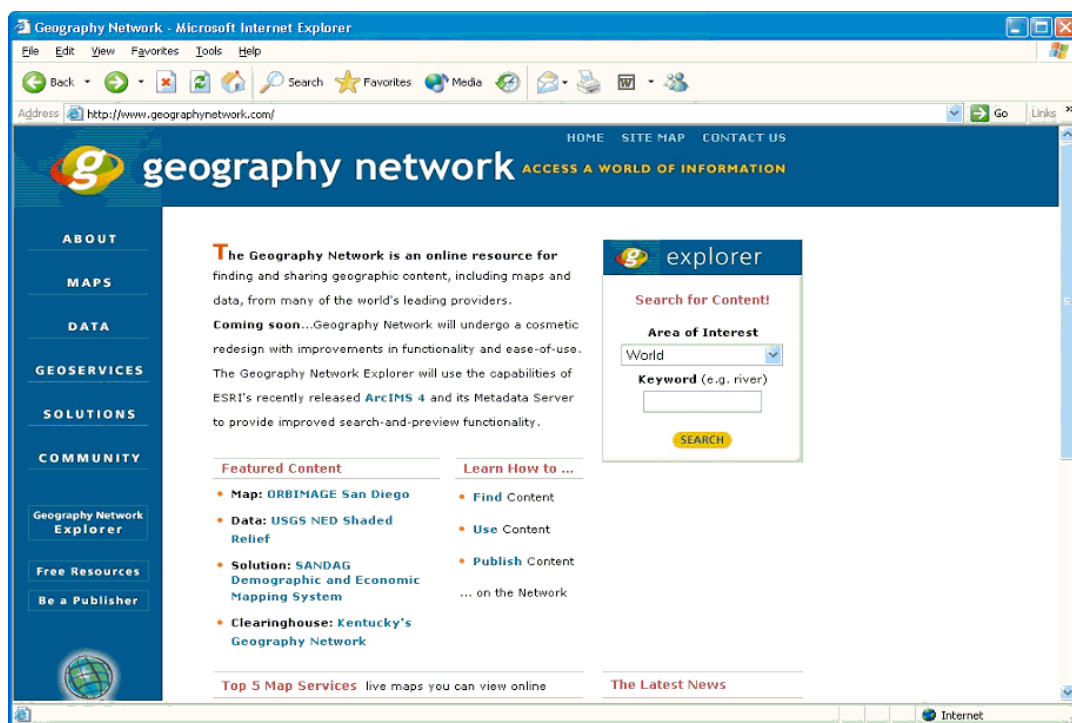 Geography Network - Microsoft Internet Explorer
File Edit View Favorites Tools Help
Back Search Favorites Media
Address http://www.geographynetwork.com/ Go Links »
HOME SITE MAP CONTACT US
g geography network ACCESS A WORLD OF INFORMATION
ABOUT
MAPS
DATA
GEOSERVICES
SOLUTIONS
COMMUNITY
Geography Network
Explorer
Free Resources
Be a Publisher
The Geography Network is an online resource for
finding and sharing geographic content, including maps and
data, from many of the world's leading providers.
Coming soon...Geography Network will undergo a cosmetic
redesign with improvements in functionality and ease-of-use.
The Geography Network Explorer will use the capabilities of
ESRI's recently released ArcIMS 4 and its Metadata Server
to provide improved search-and-preview functionality.
g explorer
Search for Content!
Area of Interest
World
Keyword (e.g. river)
SEARCH
Featured Content
• Map: ORBIMAGE San Diego
• Data: USGS NED Shaded
Relief
• Solution: SANDAG
Demographic and Economic
Mapping System
• Clearinghouse: Kentucky's
Geography Network
Learn How to ...
• Find Content
• Use Content
• Publish Content
... on the Network
Top 5 Map Services live maps you can view online
The Latest News
Internet